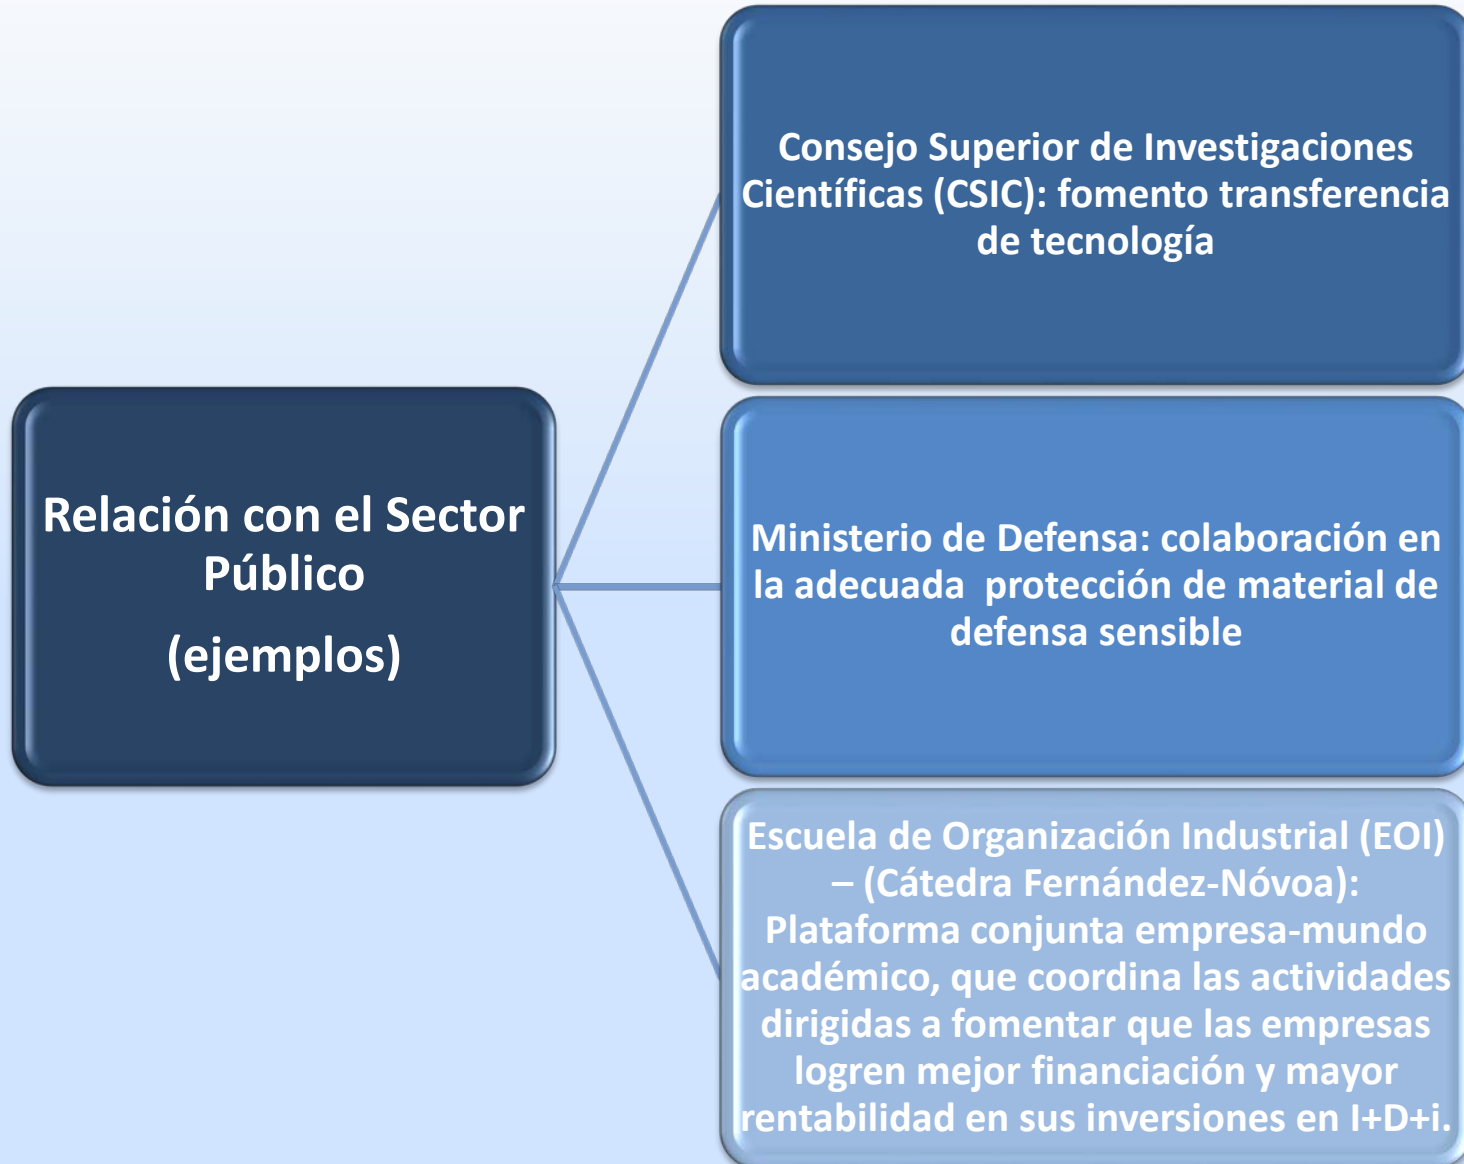 Relación con el Sector
Público
(ejemplos)
Consejo Superior de Investigaciones
Científicas (CSIC): fomento transferencia
de tecnología
Ministerio de Defensa: colaboración en
la adecuada  protección de material de
defensa sensible
Escuela de Organización Industrial (EOI)
– (Cátedra Fernández-Nóvoa):
Plataforma conjunta empresa-mundo
académico, que coordina las actividades
dirigidas a fomentar que las empresas
logren mejor financiación y mayor
rentabilidad en sus inversiones en I+D+i.